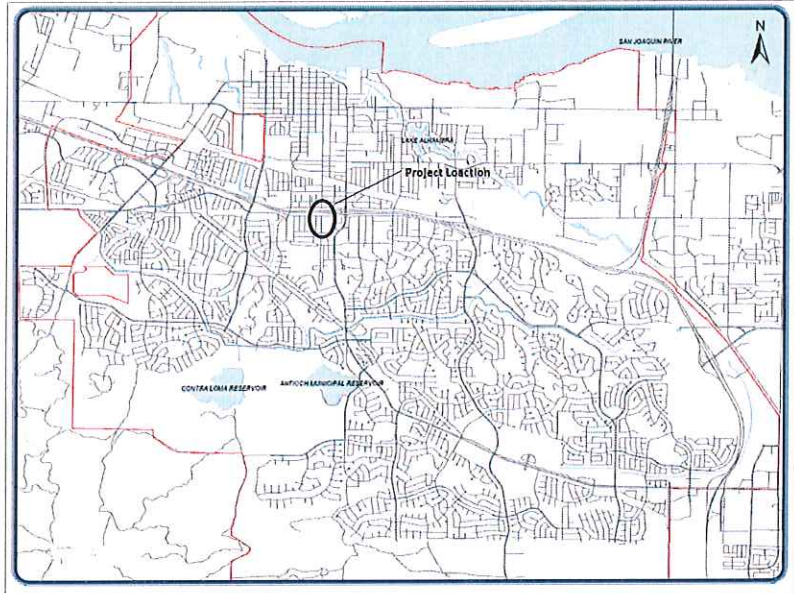 SAN JOAQUIN RIVER
N
LAKE ALHAMBRA
Project Loaction
CONTRA LOMA RESERVOIR
ANTIOCH MUNICIPAL RESERVOIR